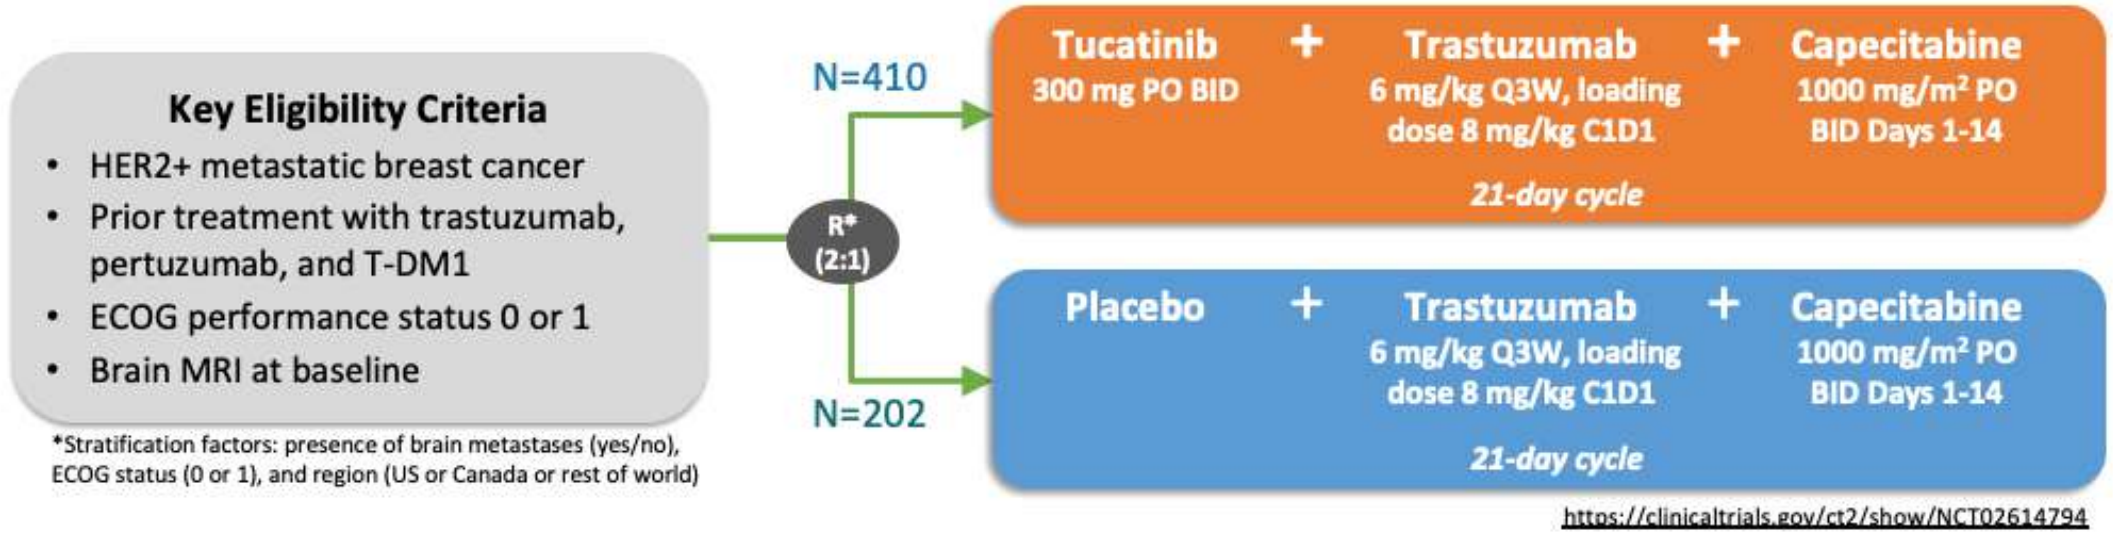 Key Eligibility Criteria
• HER2+ metastatic breast cancer
• Prior treatment with trastuzumab,
pertuzumab, and T-DM1
• ECOG performance status 0 or 1
• Brain MRI at baseline
*Stratification factors: presence of brain metastases (yes/no),
ECOG status (0 or 1), and region (US or Canada or rest of world)
R*
(2:1)
N=410
Tucatinib + Trastuzumab + Capecitabine
300 mg PO BID 6 mg/kg Q3W, loading 1000 mg/m² PO
dose 8 mg/kg C1D1 BID Days 1-14
21-day cycle
N=202
Placebo + Trastuzumab + Capecitabine
6 mg/kg Q3W, loading 1000 mg/m² PO
dose 8 mg/kg C1D1 BID Days 1-14
21-day cycle
https://clinicaltrials.gov/ct2/show/NCT02614794